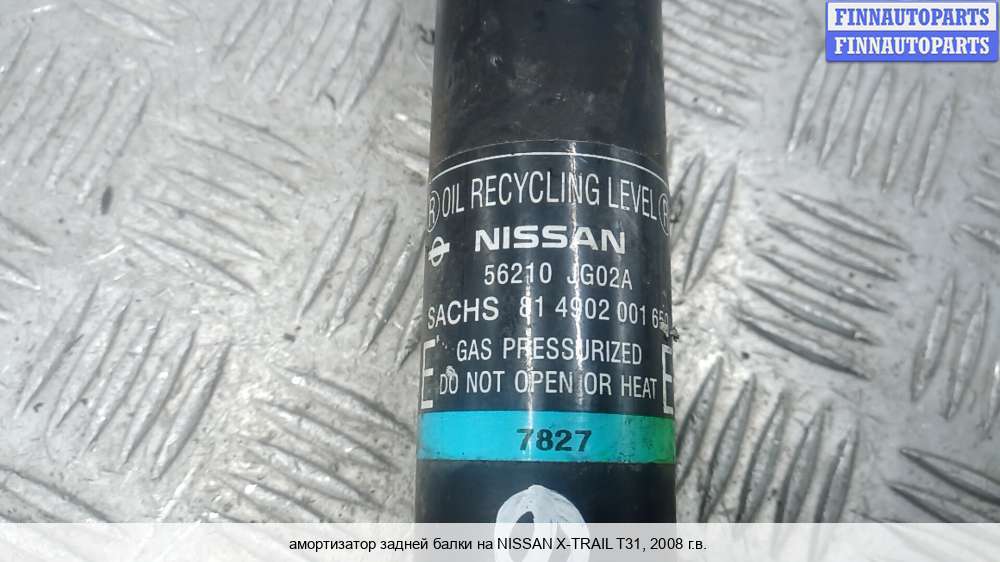 FINNAUTOPARTS
FINNAUTOPARTS
® OIL RECYCLING LEVEL ®
NISSAN
56210 JG02A
SACHS 81 4902 001 650
GAS PRESSURIZED
E DO NOT OPEN OR HEAT E
7827
амортизатор задней балки на NISSAN X-TRAIL T31, 2008 г.в.